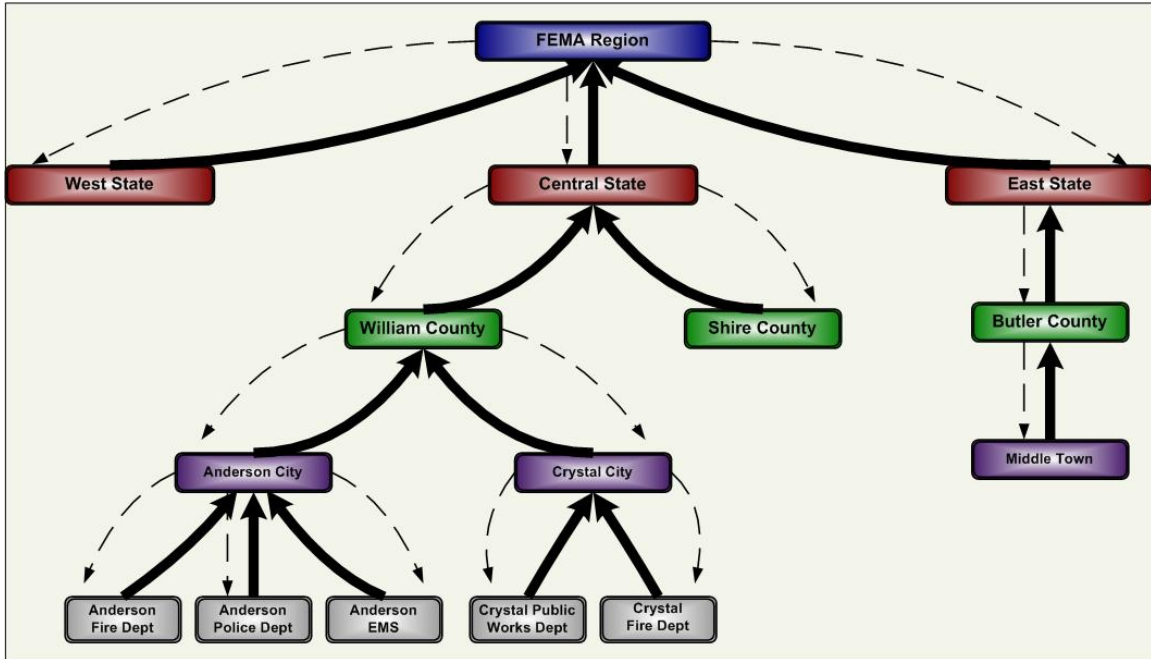 FEMA Region
West State
Central State
East State
William County
Shire County
Butler County
Anderson City
Crystal City
Middle Town
Anderson
Fire Dept
Anderson
Police Dept
Anderson
EMS
Crystal Public
Works Dept
Crystal
Fire Dept